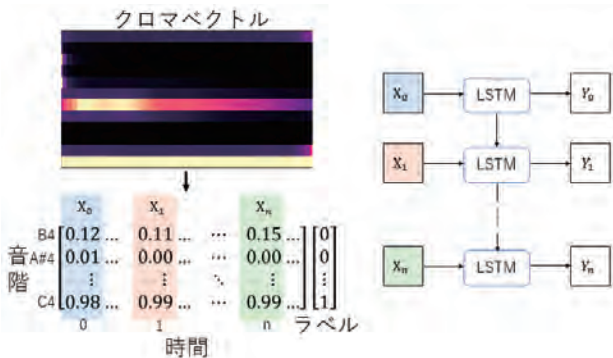 クロマベクトル
X₀ X₁ Xₙ
B4 0.12 ... 0.11 ... ⋯ 0.15 ... 0
A#4 0.01 ... 0.00 ... ⋯ 0.00 ... 0
⋮ ⋮ ⋱ ⋮ ⋮
C4 0.98 ... 0.99 ... ⋯ 0.99 ... 1
音階
0 1 n ラベル
時間
X₀ LSTM Y₀
X₁ LSTM Y₁
Xₙ LSTM Yₙ